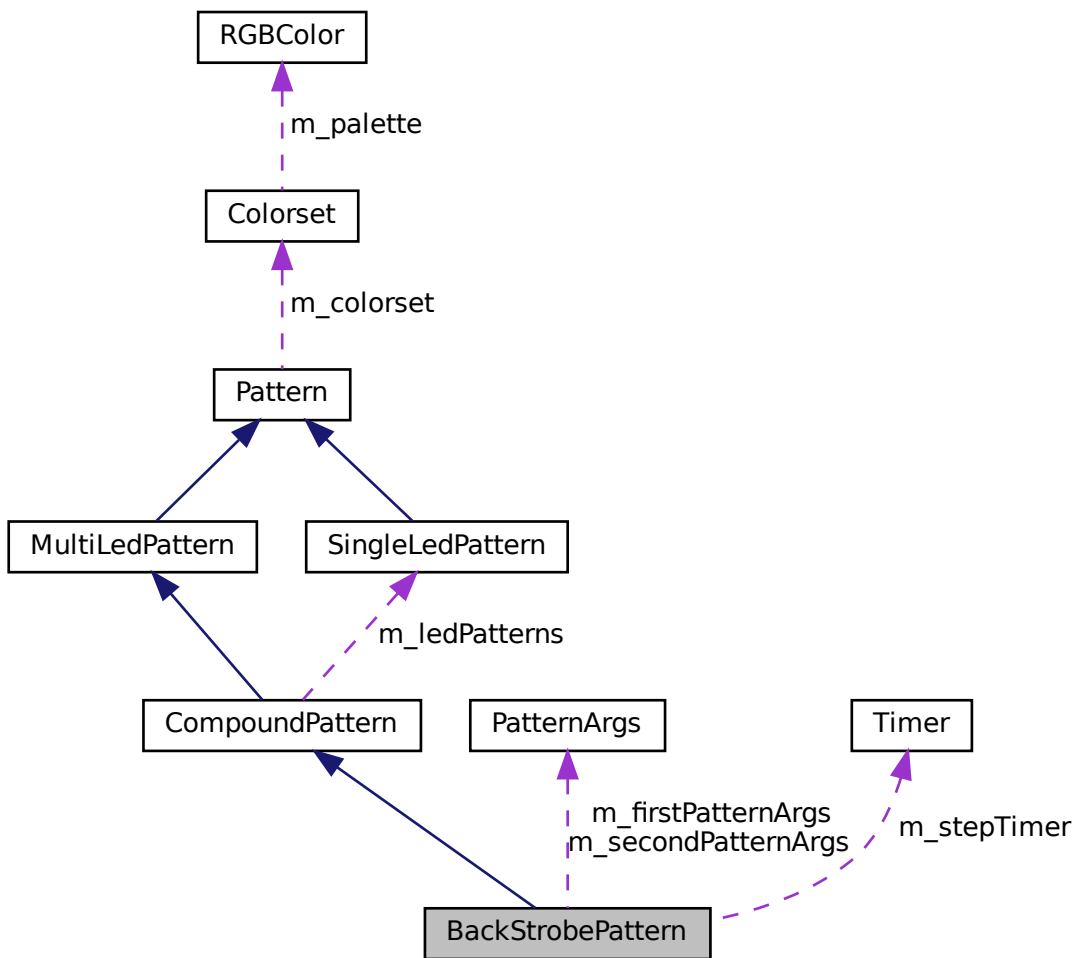 RGBColor
m_palette
Colorset
m_colorset
Pattern
MultiLedPattern
SingleLedPattern
m_ledPatterns
CompoundPattern
PatternArgs
Timer
m_firstPatternArgs
m_secondPatternArgs
m_stepTimer
BackStrobePattern